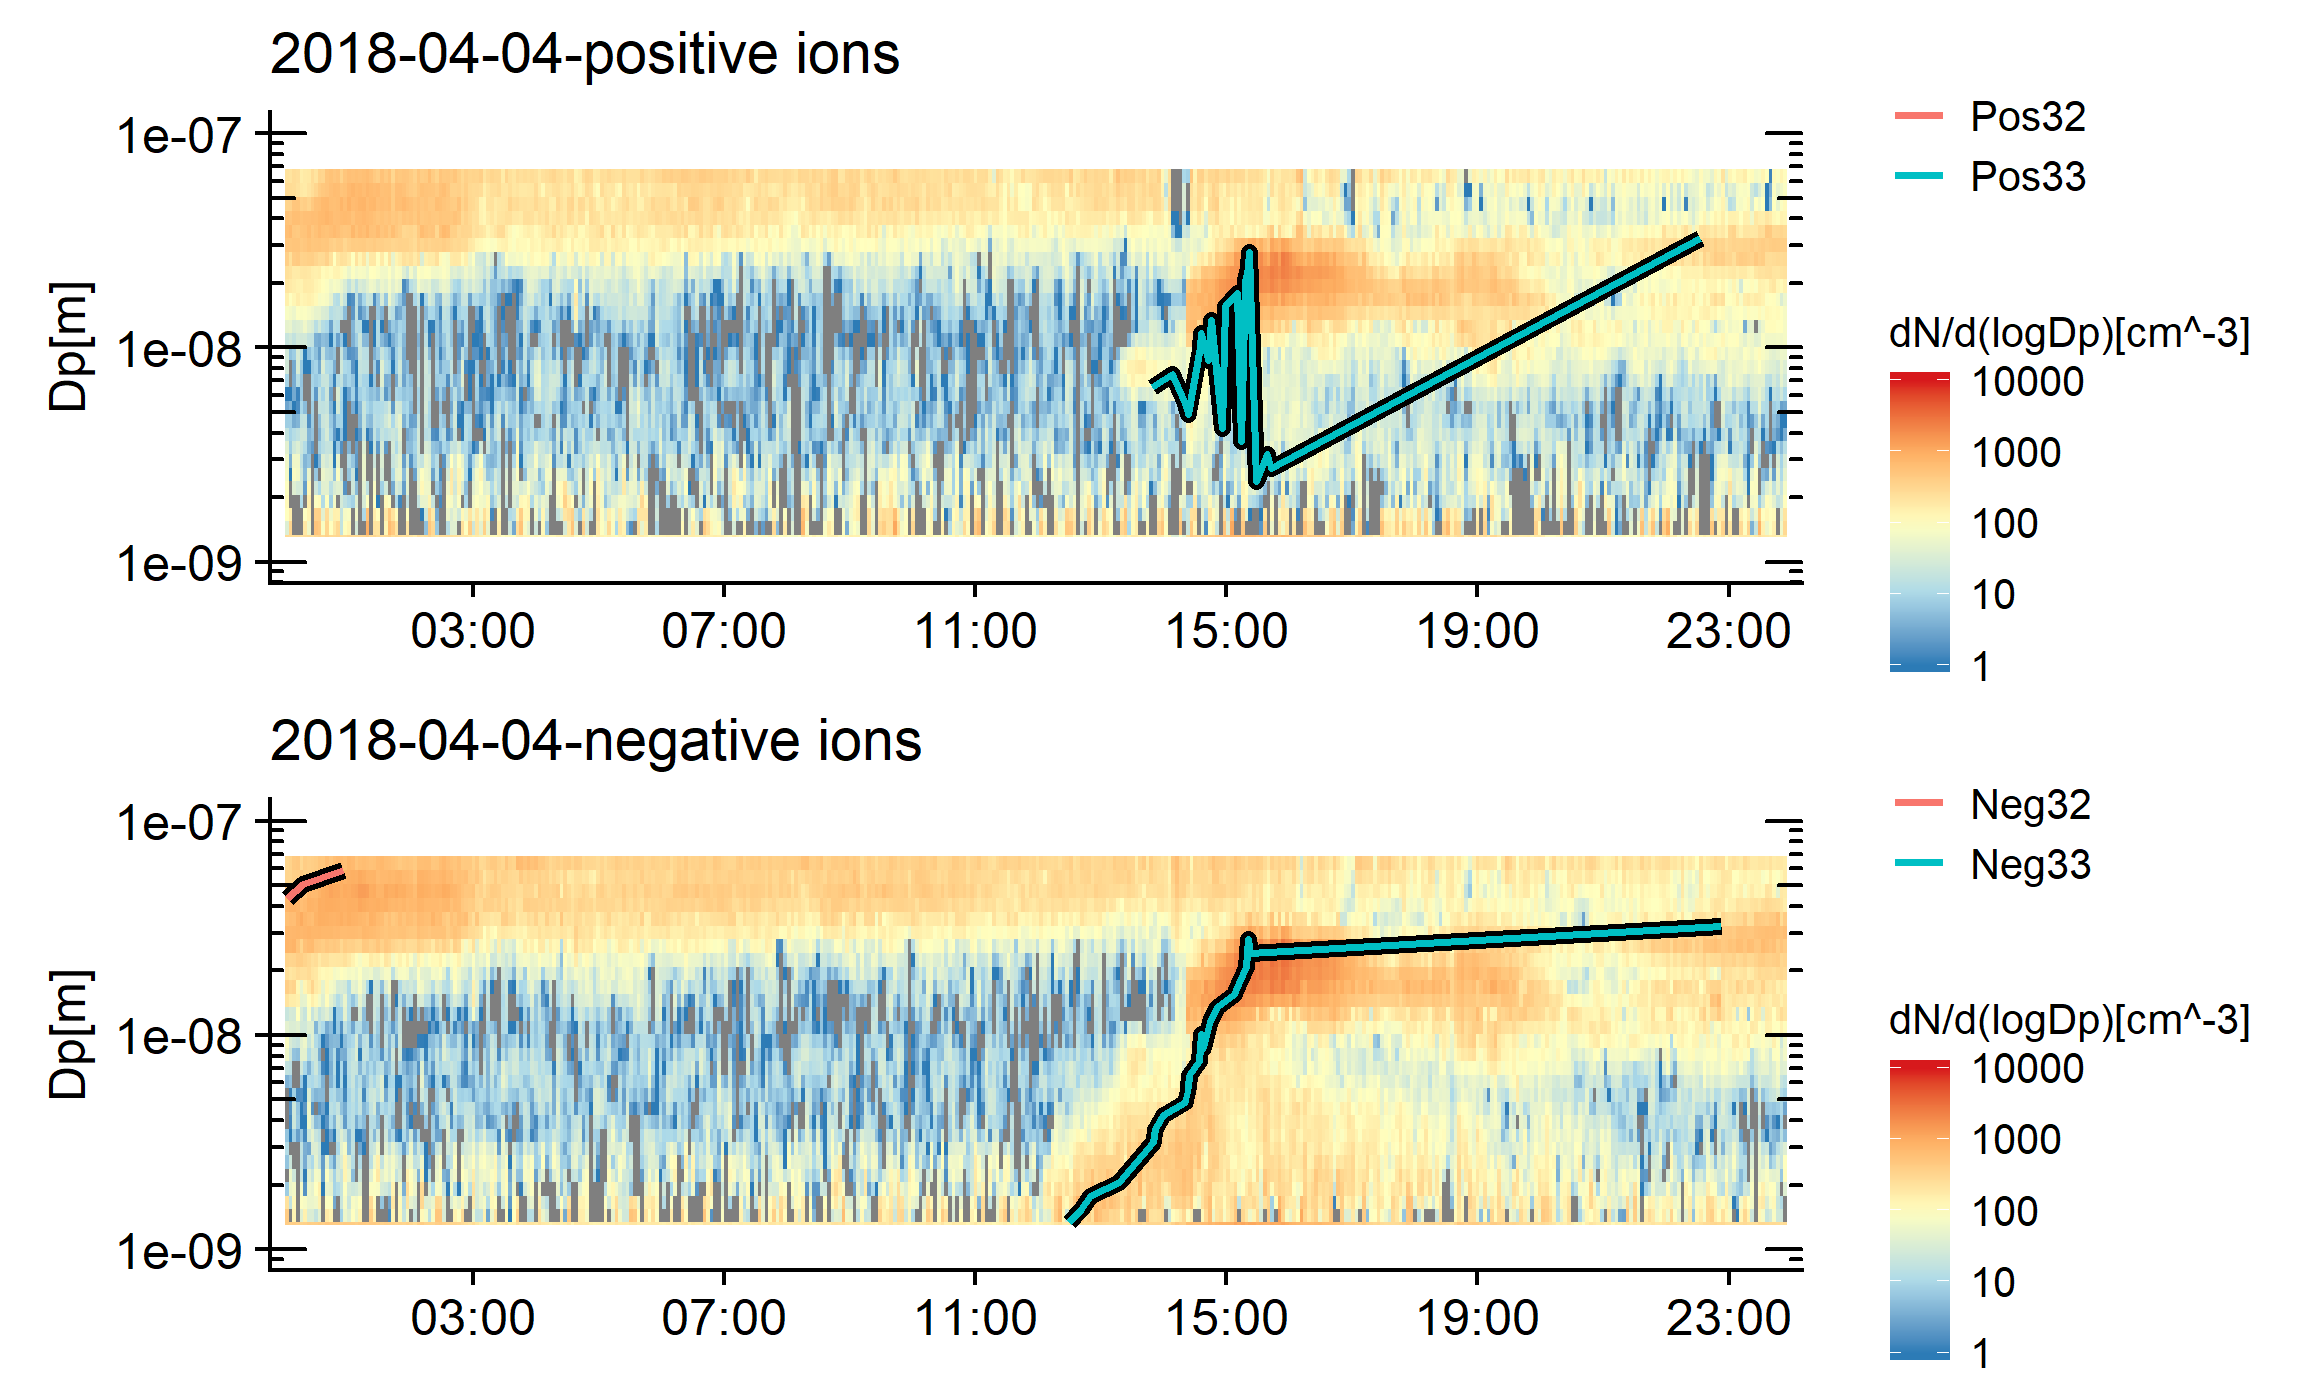 2018-04-04-positive ions
Dp[m]
1e-07
1e-08
1e-09
03:00 07:00 11:00 15:00 19:00 23:00
Pos32
Pos33
dN/d(logDp)[cm^-3]
10000
1000
100
10
1
2018-04-04-negative ions
Dp[m]
1e-07
1e-08
1e-09
03:00 07:00 11:00 15:00 19:00 23:00
Neg32
Neg33
dN/d(logDp)[cm^-3]
10000
1000
100
10
1